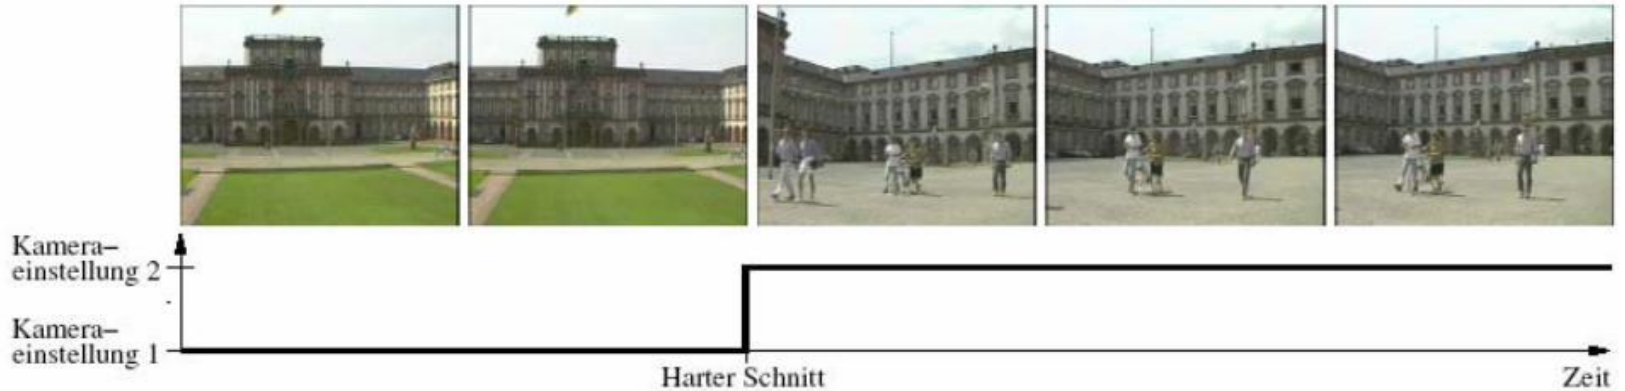 Kamera–
einstellung 2
Kamera–
einstellung 1
Harter Schnitt
Zeit